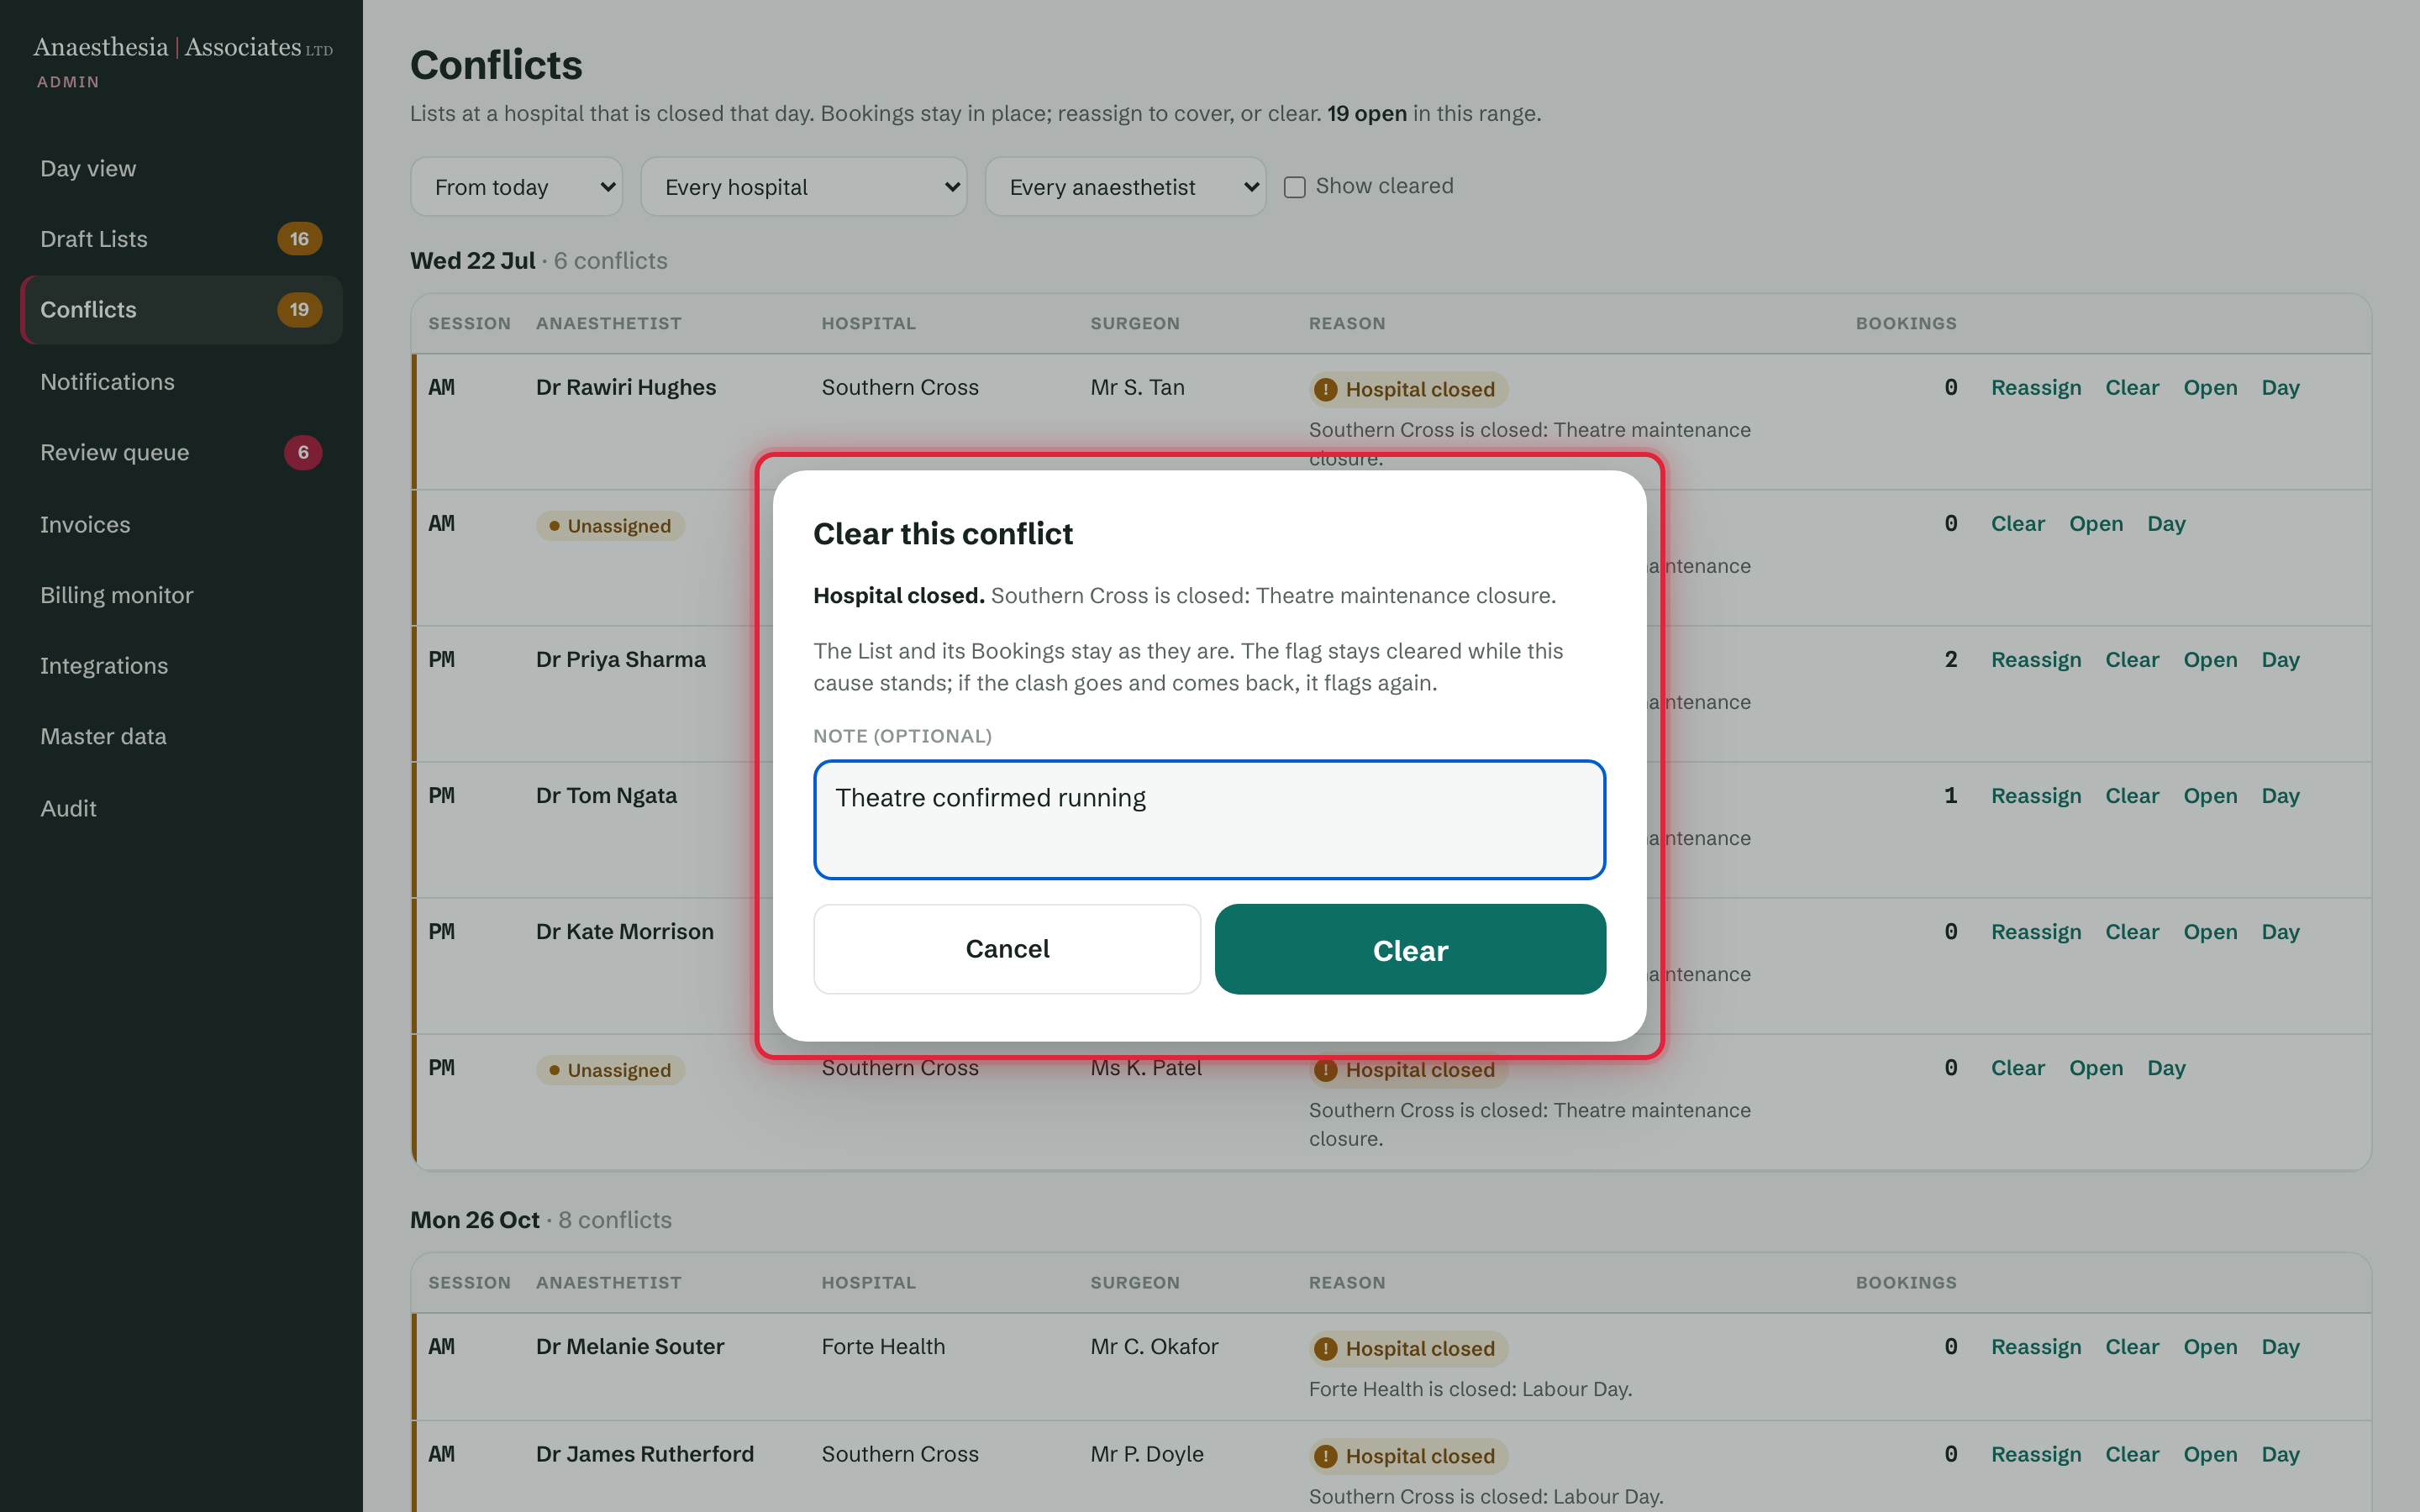 Anaesthesia | Associates LTD
ADMIN
Day view
Draft Lists 16
Conflicts 19
Notifications
Review queue 6
Invoices
Billing monitor
Integrations
Master data
Audit
Conflicts
Lists at a hospital that is closed that day. Bookings stay in place; reassign to cover, or clear. 19 open in this range.
From today Every hospital Every anaesthetist Show cleared
Wed 22 Jul · 6 conflicts
SESSION ANAESTHETIST HOSPITAL SURGEON REASON BOOKINGS
AM Dr Rawiri Hughes Southern Cross Mr S. Tan Hospital closed 0 Reassign Clear Open Day
Southern Cross is closed: Theatre maintenance
closure.
AM Unassigned 0 Clear Open Day
PM Dr Priya Sharma 2 Reassign Clear Open Day
PM Dr Tom Ngata 1 Reassign Clear Open Day
PM Dr Kate Morrison 0 Reassign Clear Open Day
Clear this conflict
Hospital closed. Southern Cross is closed: Theatre maintenance closure.
The List and its Bookings stay as they are. The flag stays cleared while this
cause stands; if the clash goes and comes back, it flags again.
NOTE (OPTIONAL)
Theatre confirmed running
Cancel Clear
PM Unassigned Southern Cross Ms K. Patel Hospital closed 0 Clear Open Day
Southern Cross is closed: Theatre maintenance
closure.
Mon 26 Oct · 8 conflicts
SESSION ANAESTHETIST HOSPITAL SURGEON REASON BOOKINGS
AM Dr Melanie Souter Forte Health Mr C. Okafor Hospital closed 0 Reassign Clear Open Day
Forte Health is closed: Labour Day.
AM Dr James Rutherford Southern Cross Mr P. Doyle Hospital closed 0 Reassign Clear Open Day
Southern Cross is closed: Labour Day.